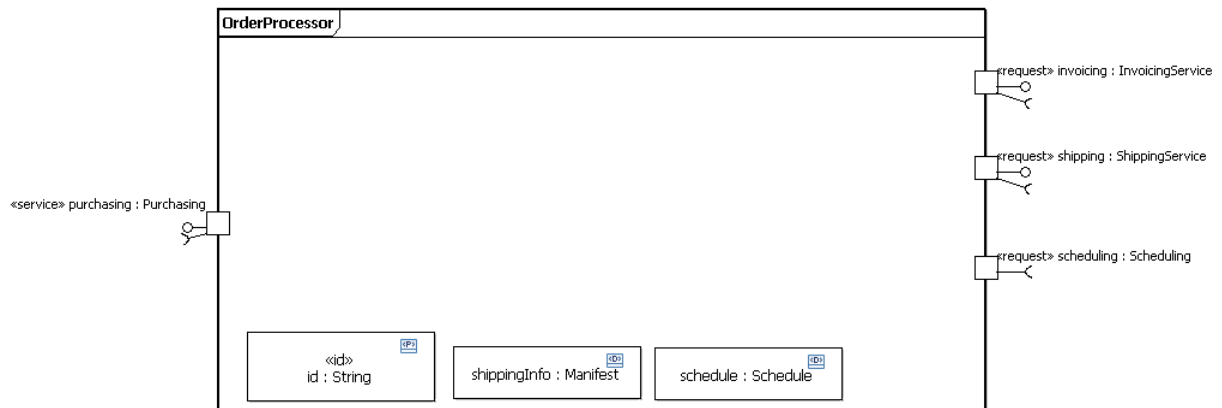 OrderProcessor
«request» invoicing : InvoicingService
«request» shipping : ShippingService
«service» purchasing : Purchasing
«request» scheduling : Scheduling
«P»
«id»
id : String
«D»
shippingInfo : Manifest
«D»
schedule : Schedule